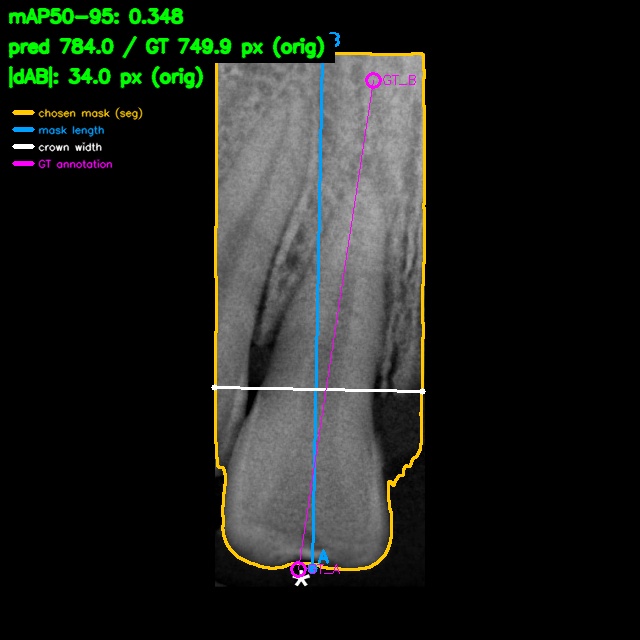 mAP50-95: 0.348
pred 784.0 / GT 749.9 px (orig)
|dAB|: 34.0 px (orig)
chosen mask (seg)
mask length
crown width
GT annotation
B
GT_B
A